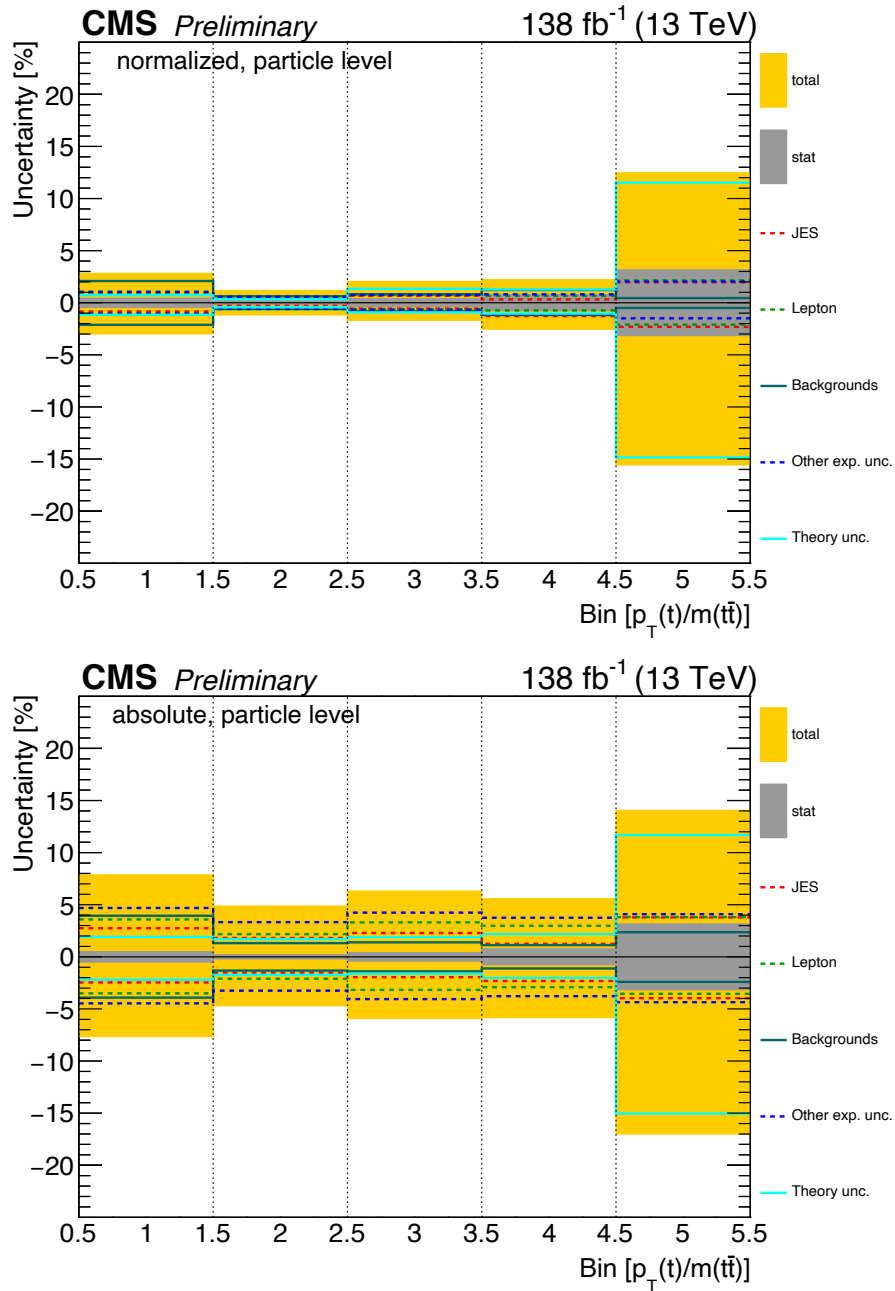 CMS Preliminary 138 fb⁻¹ (13 TeV)
normalized, particle level
Uncertainty [%]
20
15
10
5
0
−5
−10
−15
−20
0.5 1 1.5 2 2.5 3 3.5 4 4.5 5 5.5
Bin [p_T(t)/m(tt̄)]
total
stat
JES
Lepton
Backgrounds
Other exp. unc.
Theory unc.
CMS Preliminary 138 fb⁻¹ (13 TeV)
absolute, particle level
Uncertainty [%]
20
15
10
5
0
−5
−10
−15
−20
0.5 1 1.5 2 2.5 3 3.5 4 4.5 5 5.5
Bin [p_T(t)/m(tt̄)]
total
stat
JES
Lepton
Backgrounds
Other exp. unc.
Theory unc.